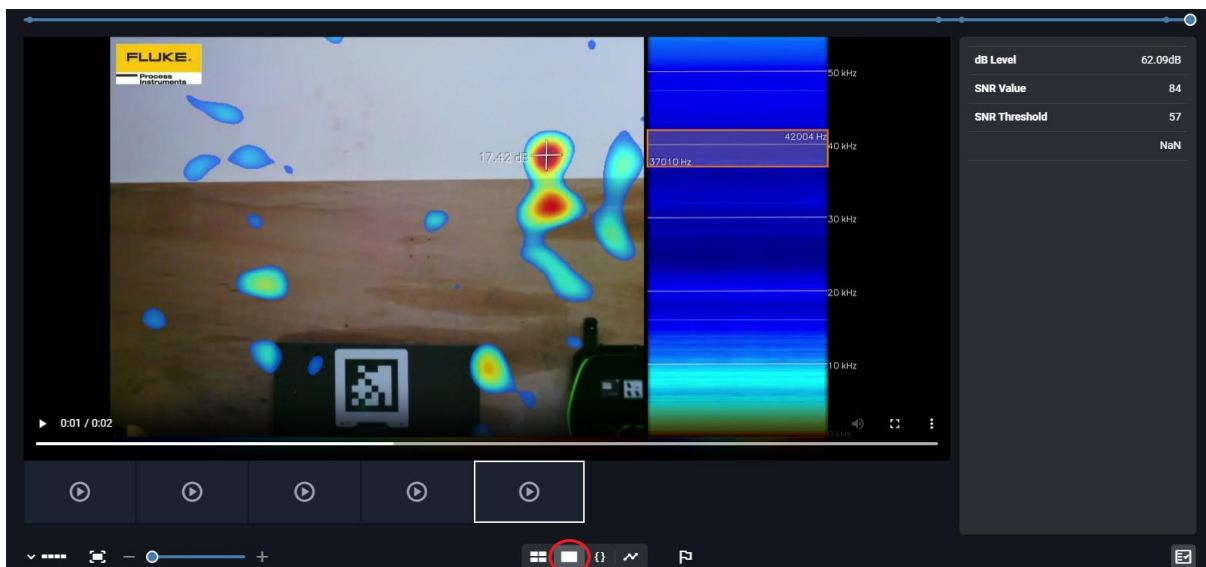 FLUKE.
Process
Instruments
17.42 dB
50 kHz
42004 Hz
40 kHz
37010 Hz
30 kHz
20 kHz
10 kHz
0 kHz
0:01 / 0:02
dB Level 62.09dB
SNR Value 84
SNR Threshold 57
NaN
{}